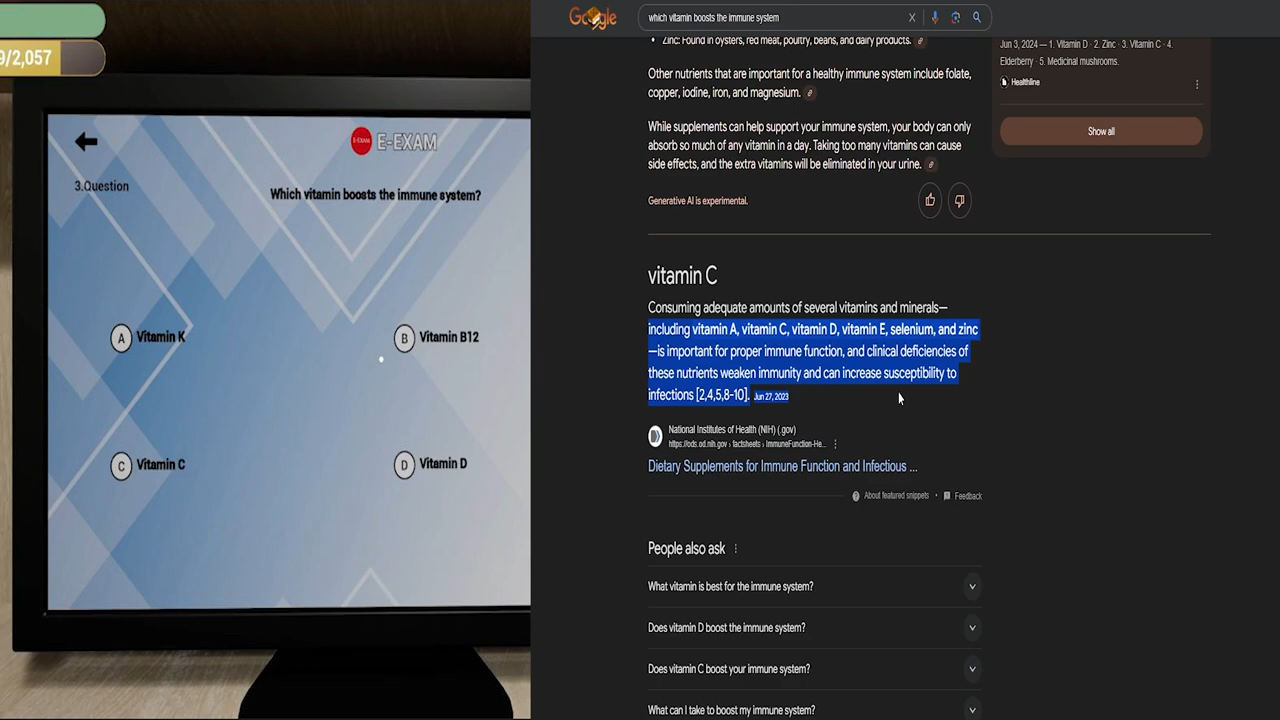 9/2,057
E-EXAM
E-EXAM
3.Question
Which vitamin boosts the immune system?
A Vitamin K
B Vitamin B12
C Vitamin C
D Vitamin D
Google
which vitamin boosts the immune system
• Zinc: Found in oysters, red meat, poultry, beans, and dairy products.
Other nutrients that are important for a healthy immune system include folate,
copper, iodine, iron, and magnesium.
While supplements can help support your immune system, your body can only
absorb so much of any vitamin in a day. Taking too many vitamins can cause
side effects, and the extra vitamins will be eliminated in your urine.
Generative AI is experimental.
Jun 3, 2024 — 1. Vitamin D · 2. Zinc · 3. Vitamin C · 4.
Elderberry · 5. Medicinal mushrooms.
Healthline
Show all
vitamin C
Consuming adequate amounts of several vitamins and minerals—
including vitamin A, vitamin C, vitamin D, vitamin E, selenium, and zinc
—is important for proper immune function, and clinical deficiencies of
these nutrients weaken immunity and can increase susceptibility to
infections [2,4,5,8-10]. Jun 27, 2023
National Institutes of Health (NIH) (.gov)
https://ods.od.nih.gov › factsheets › ImmuneFunction-He...
Dietary Supplements for Immune Function and Infectious ...
About featured snippets • Feedback
People also ask
What vitamin is best for the immune system?
Does vitamin D boost the immune system?
Does vitamin C boost your immune system?
What can I take to boost my immune system?